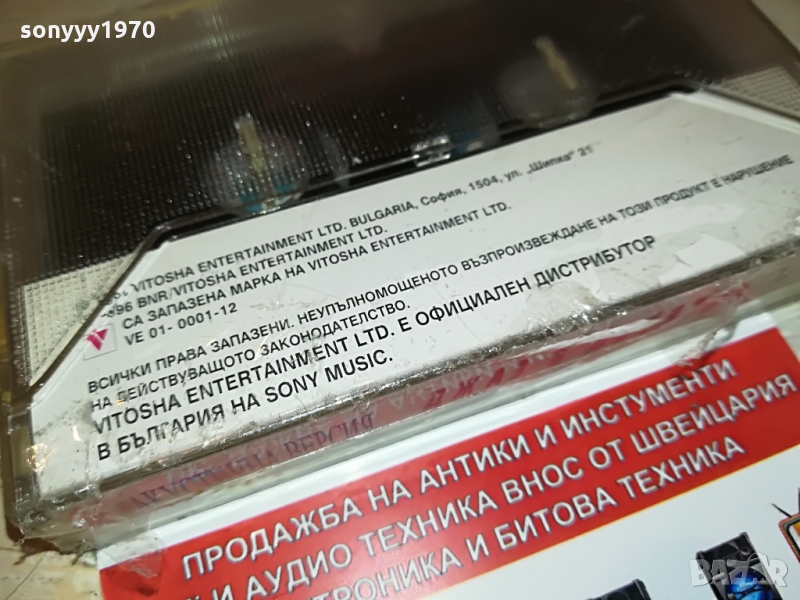 sonyyy1970
VITOSHA ENTERTAINMENT LTD. BULGARIA, София, 1504, ул. „Шипка" 21
BNR/VITOSHA ENTERTAINMENT LTD.
СА ЗАПАЗЕНА МАРКА НА VITOSHA ENTERTAINMENT LTD.
VE 01- 0001-12
ВСИЧКИ ПРАВА ЗАПАЗЕНИ. НЕУПЪЛНОМОЩЕНОТО ВЪЗПРОИЗВЕЖДАНЕ НА ТОЗИ ПРОДУКТ Е НАРУШЕНИЕ
НА ДЕЙСТВУВАЩОТО ЗАКОНОДАТЕЛСТВО.
VITOSHA ENTERTAINMENT LTD. Е ОФИЦИАЛЕН ДИСТРИБУТОР
В БЪЛГАРИЯ НА SONY MUSIC.
ВЕРСИЯ
ПРОДАЖБА НА АНТИКИ И ИНСТУМЕНТИ
И АУДИО ТЕХНИКА ВНОС ОТ ШВЕЙЦАРИЯ
И БИТОВА ТЕХНИКА
BAZAR